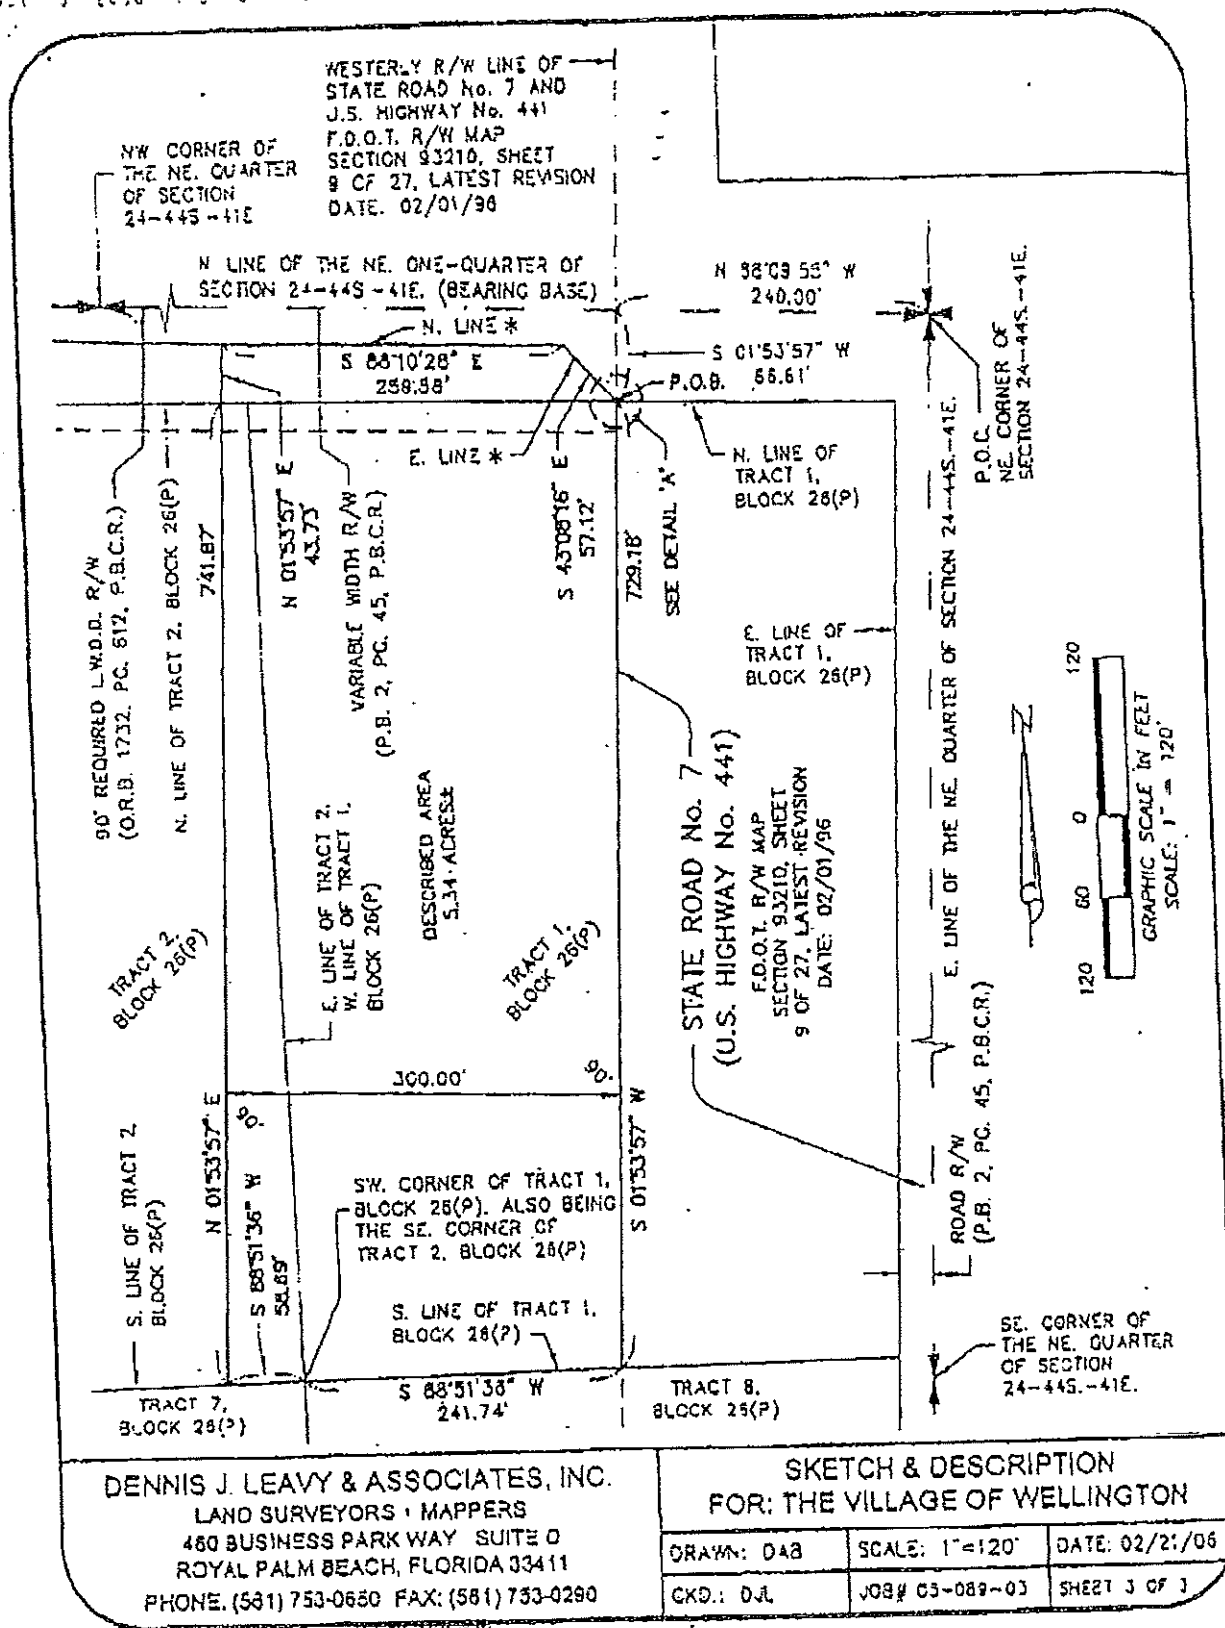 WESTERLY R/W LINE OF
STATE ROAD No. 7 AND
J.S. HIGHWAY No. 441
F.D.O.T. R/W MAP
SECTION 93210, SHEET
9 OF 27, LATEST REVISION
DATE. 02/01/96
NW CORNER OF
THE NE. QUARTER
OF SECTION
24-44S-41E
N LINE OF THE NE. ONE-QUARTER OF
SECTION 24-44S-41E. (BEARING BASE)
N 240.00'
N. LINE *
S 88°10'28" E
S 01°53'57" W
P.O.B.
E. LINE *
N. LINE OF
TRACT 1,
BLOCK 26(P)
P.O.C.
NE. CORNER OF
SECTION 24-44S.-41E.
90' REQUIRED L.W.D.D. R/W
(O.R.B. 1732, PG. 612, P.B.C.R.)
N. LINE OF TRACT 2, BLOCK 26(P)
741.87'
N 01°53'57" E
43.73'
VARIABLE WIDTH R/W
(P.B. 2, PG. 45, P.B.C.R.)
S 43°08'16" E
57.12'
729.18'
SEE DETAIL 'A'
E. LINE OF
TRACT 1,
BLOCK 26(P)
E. LINE OF THE NE. QUARTER OF SECTION 24-44S.-41E.
120
0
60
120
GRAPHIC SCALE IN FEET
SCALE: 1" = 120'
TRACT 2,
BLOCK 26(P)
E. LINE OF TRACT 2,
W. LINE OF TRACT 1,
BLOCK 26(P)
DESCRIBED AREA
5.34 ACRES±
TRACT 1,
BLOCK 26(P)
STATE ROAD No. 7
(U.S. HIGHWAY No. 441)
F.D.O.T. R/W MAP
SECTION 93210, SHEET
9 OF 27, LATEST REVISION
DATE: 02/01/96
300.00'
90°
90°
N 01°53'57" E
S 01°53'57" W
S. LINE OF TRACT 2
BLOCK 26(P)
S 88°51'36" W
58.89'
SW. CORNER OF TRACT 1,
BLOCK 26(P). ALSO BEING
THE SE. CORNER OF
TRACT 2, BLOCK 26(P)
S. LINE OF TRACT 1,
BLOCK 26(P)
ROAD R/W
(P.B. 2, PG. 45, P.B.C.R.)
SE. CORNER OF
THE NE. QUARTER
OF SECTION
24-44S.-41E.
S 88°51'36" W
241.74'
TRACT 7,
BLOCK 26(P)
TRACT 8,
BLOCK 26(P)
DENNIS J. LEAVY & ASSOCIATES, INC.
LAND SURVEYORS • MAPPERS
460 BUSINESS PARK WAY SUITE D
ROYAL PALM BEACH, FLORIDA 33411
PHONE. (561) 753-0650 FAX: (561) 753-0290
SKETCH & DESCRIPTION
FOR: THE VILLAGE OF WELLINGTON
DRAWN: DAB
SCALE: 1"=120'
DATE: 02/21/06
CKD.: DJL
JOB# 05-089-03
SHEET 3 OF 3